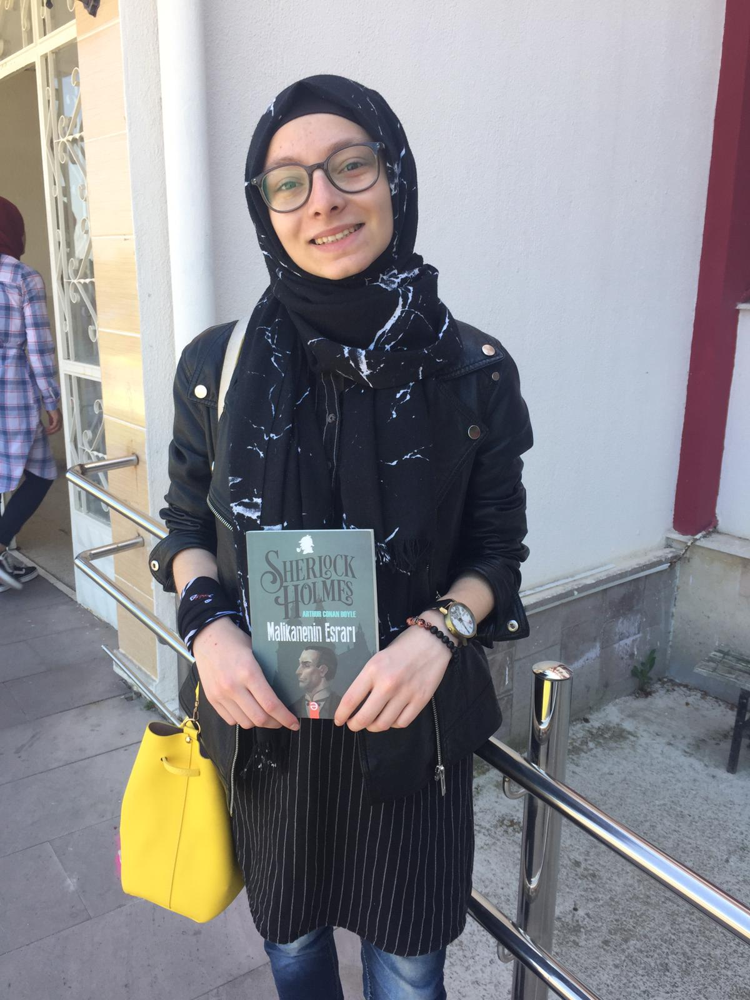 SHERLOCK
HOLMES
ARTHUR CONAN DOYLE
Malikanenin Esrarı